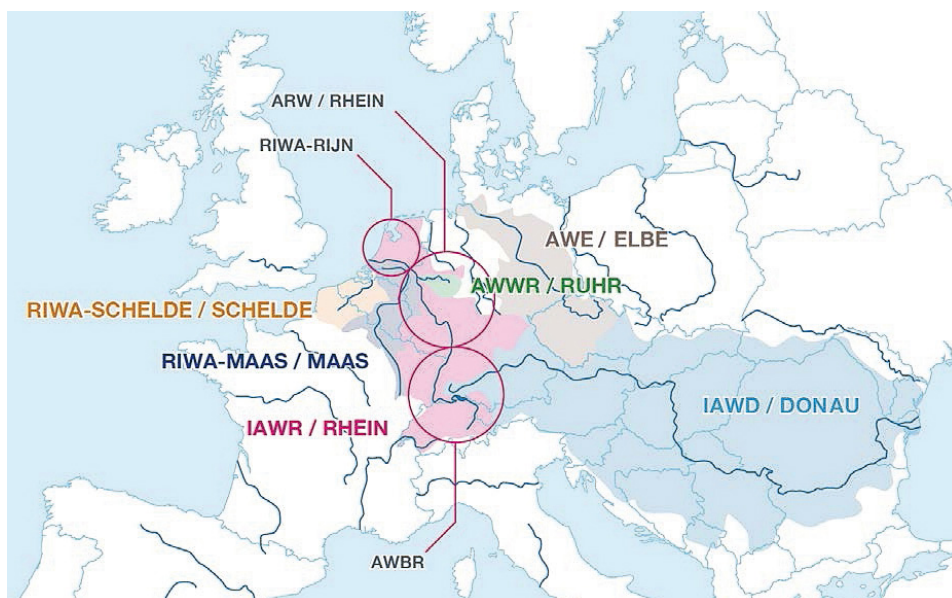 ARW / RHEIN
RIWA-RIJN
AWE / ELBE
AWWR / RUHR
RIWA-SCHELDE / SCHELDE
RIWA-MAAS / MAAS
IAWD / DONAU
IAWR / RHEIN
AWBR